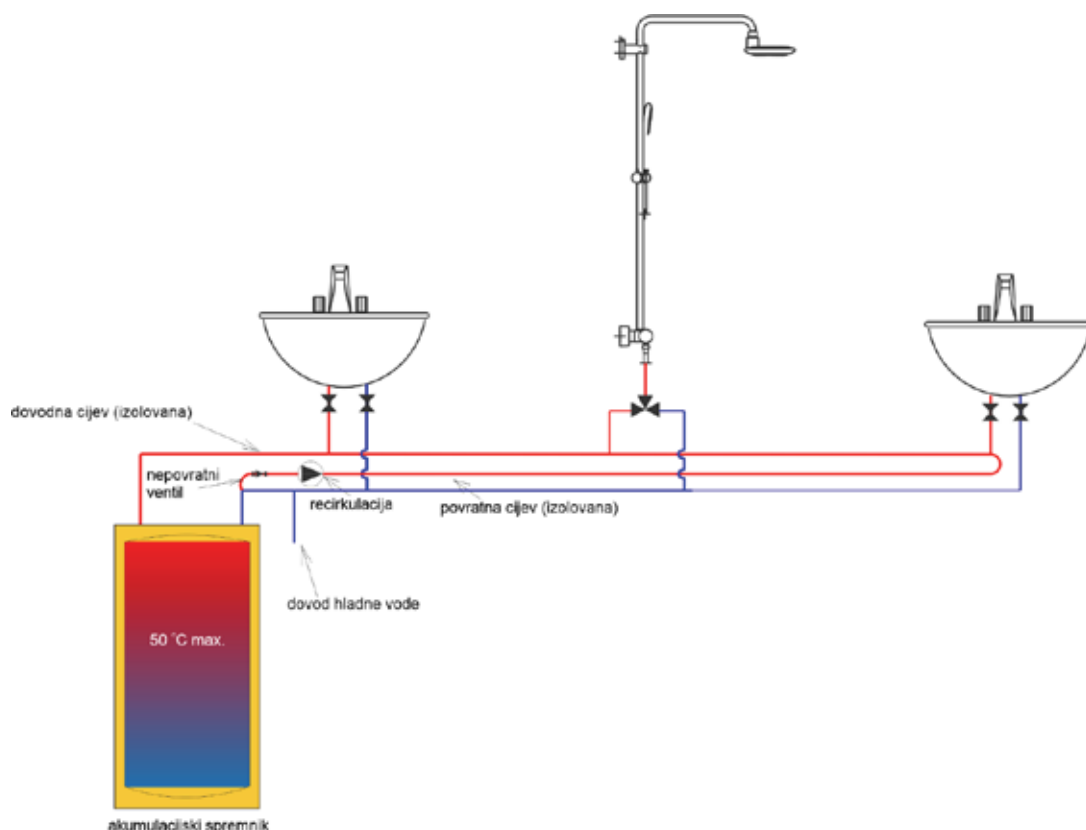 dovodna cijev (izolovana)
nepovratni
ventil
recirkulacija
povratna cijev (izolovana)
dovod hladne vode
50 °C max.
akumulacijski spremnik